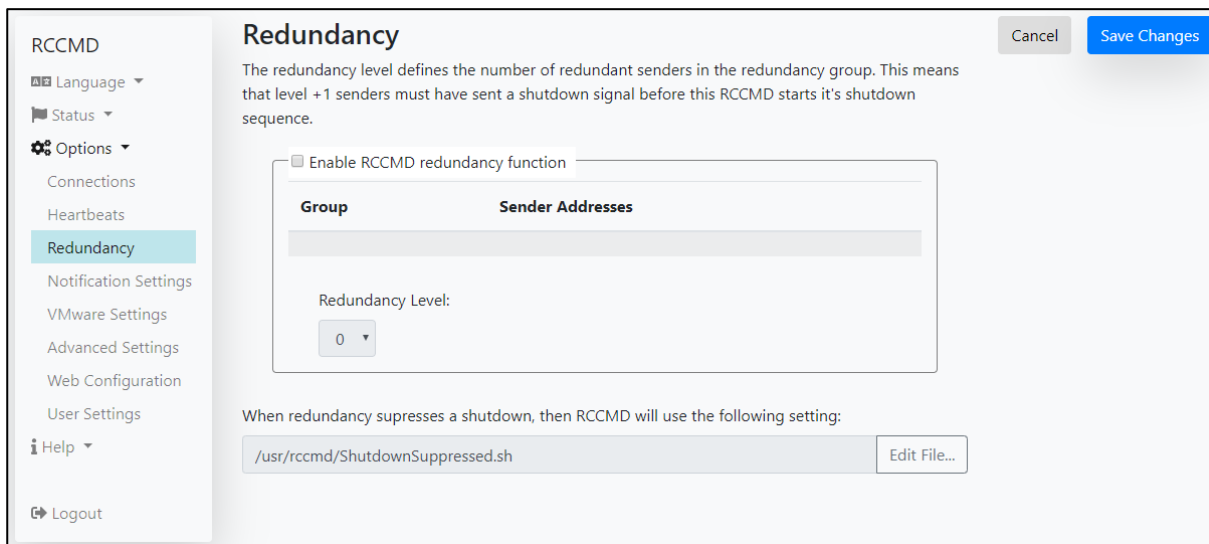 RCCMD
Language
Status
Options
Connections
Heartbeats
Redundancy
Notification Settings
VMware Settings
Advanced Settings
Web Configuration
User Settings
Help
Logout
Redundancy
Cancel
Save Changes
The redundancy level defines the number of redundant senders in the redundancy group. This means
that level +1 senders must have sent a shutdown signal before this RCCMD starts it's shutdown
sequence.
Enable RCCMD redundancy function
Group Sender Addresses
Redundancy Level:
0
When redundancy supresses a shutdown, then RCCMD will use the following setting:
/usr/rccmd/ShutdownSuppressed.sh Edit File...